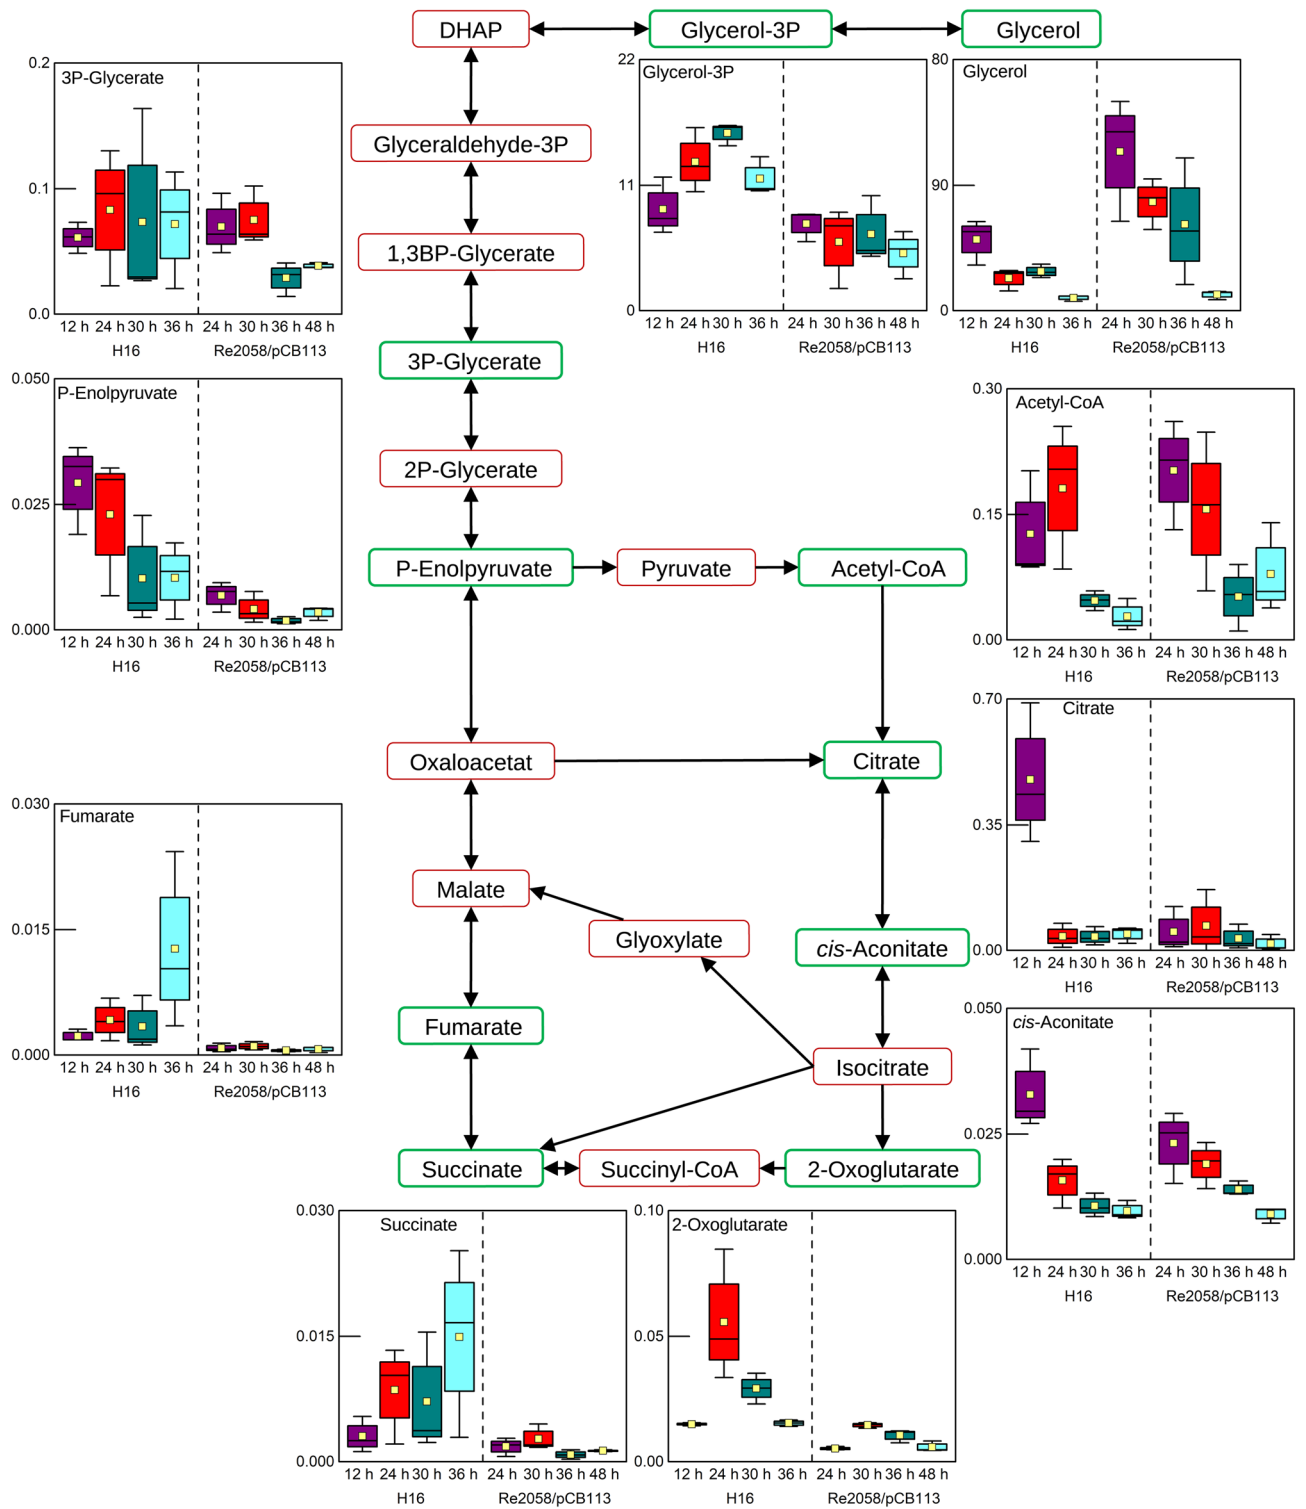 DHAP
Glycerol-3P
Glycerol
0.2
3P-Glycerate
0.1
0.0
12 h 24 h 30 h 36 h 24 h 30 h 36 h 48 h
H16 Re2058/pCB113
22
Glycerol-3P
11
0
12 h 24 h 30 h 36 h 24 h 30 h 36 h 48 h
H16 Re2058/pCB113
80
Glycerol
90
0
12 h 24 h 30 h 36 h 24 h 30 h 36 h 48 h
H16 Re2058/pCB113
Glyceraldehyde-3P
1,3BP-Glycerate
3P-Glycerate
0.050
P-Enolpyruvate
0.025
0.000
12 h 24 h 30 h 36 h 24 h 30 h 36 h 48 h
H16 Re2058/pCB113
2P-Glycerate
0.30
Acetyl-CoA
0.15
0.00
12 h 24 h 30 h 36 h 24 h 30 h 36 h 48 h
H16 Re2058/pCB113
P-Enolpyruvate
Pyruvate
Acetyl-CoA
0.70
Citrate
0.35
0.00
12 h 24 h 30 h 36 h 24 h 30 h 36 h 48 h
H16 Re2058/pCB113
Oxaloacetat
Citrate
0.030
Fumarate
0.015
0.000
12 h 24 h 30 h 36 h 24 h 30 h 36 h 48 h
H16 Re2058/pCB113
Malate
Glyoxylate
cis-Aconitate
Fumarate
Isocitrate
0.050
cis-Aconitate
0.025
0.000
12 h 24 h 30 h 36 h 24 h 30 h 36 h 48 h
H16 Re2058/pCB113
Succinate
Succinyl-CoA
2-Oxoglutarate
0.030
Succinate
0.015
0.000
12 h 24 h 30 h 36 h 24 h 30 h 36 h 48 h
H16 Re2058/pCB113
0.10
2-Oxoglutarate
0.05
0.00
12 h 24 h 30 h 36 h 24 h 30 h 36 h 48 h
H16 Re2058/pCB113